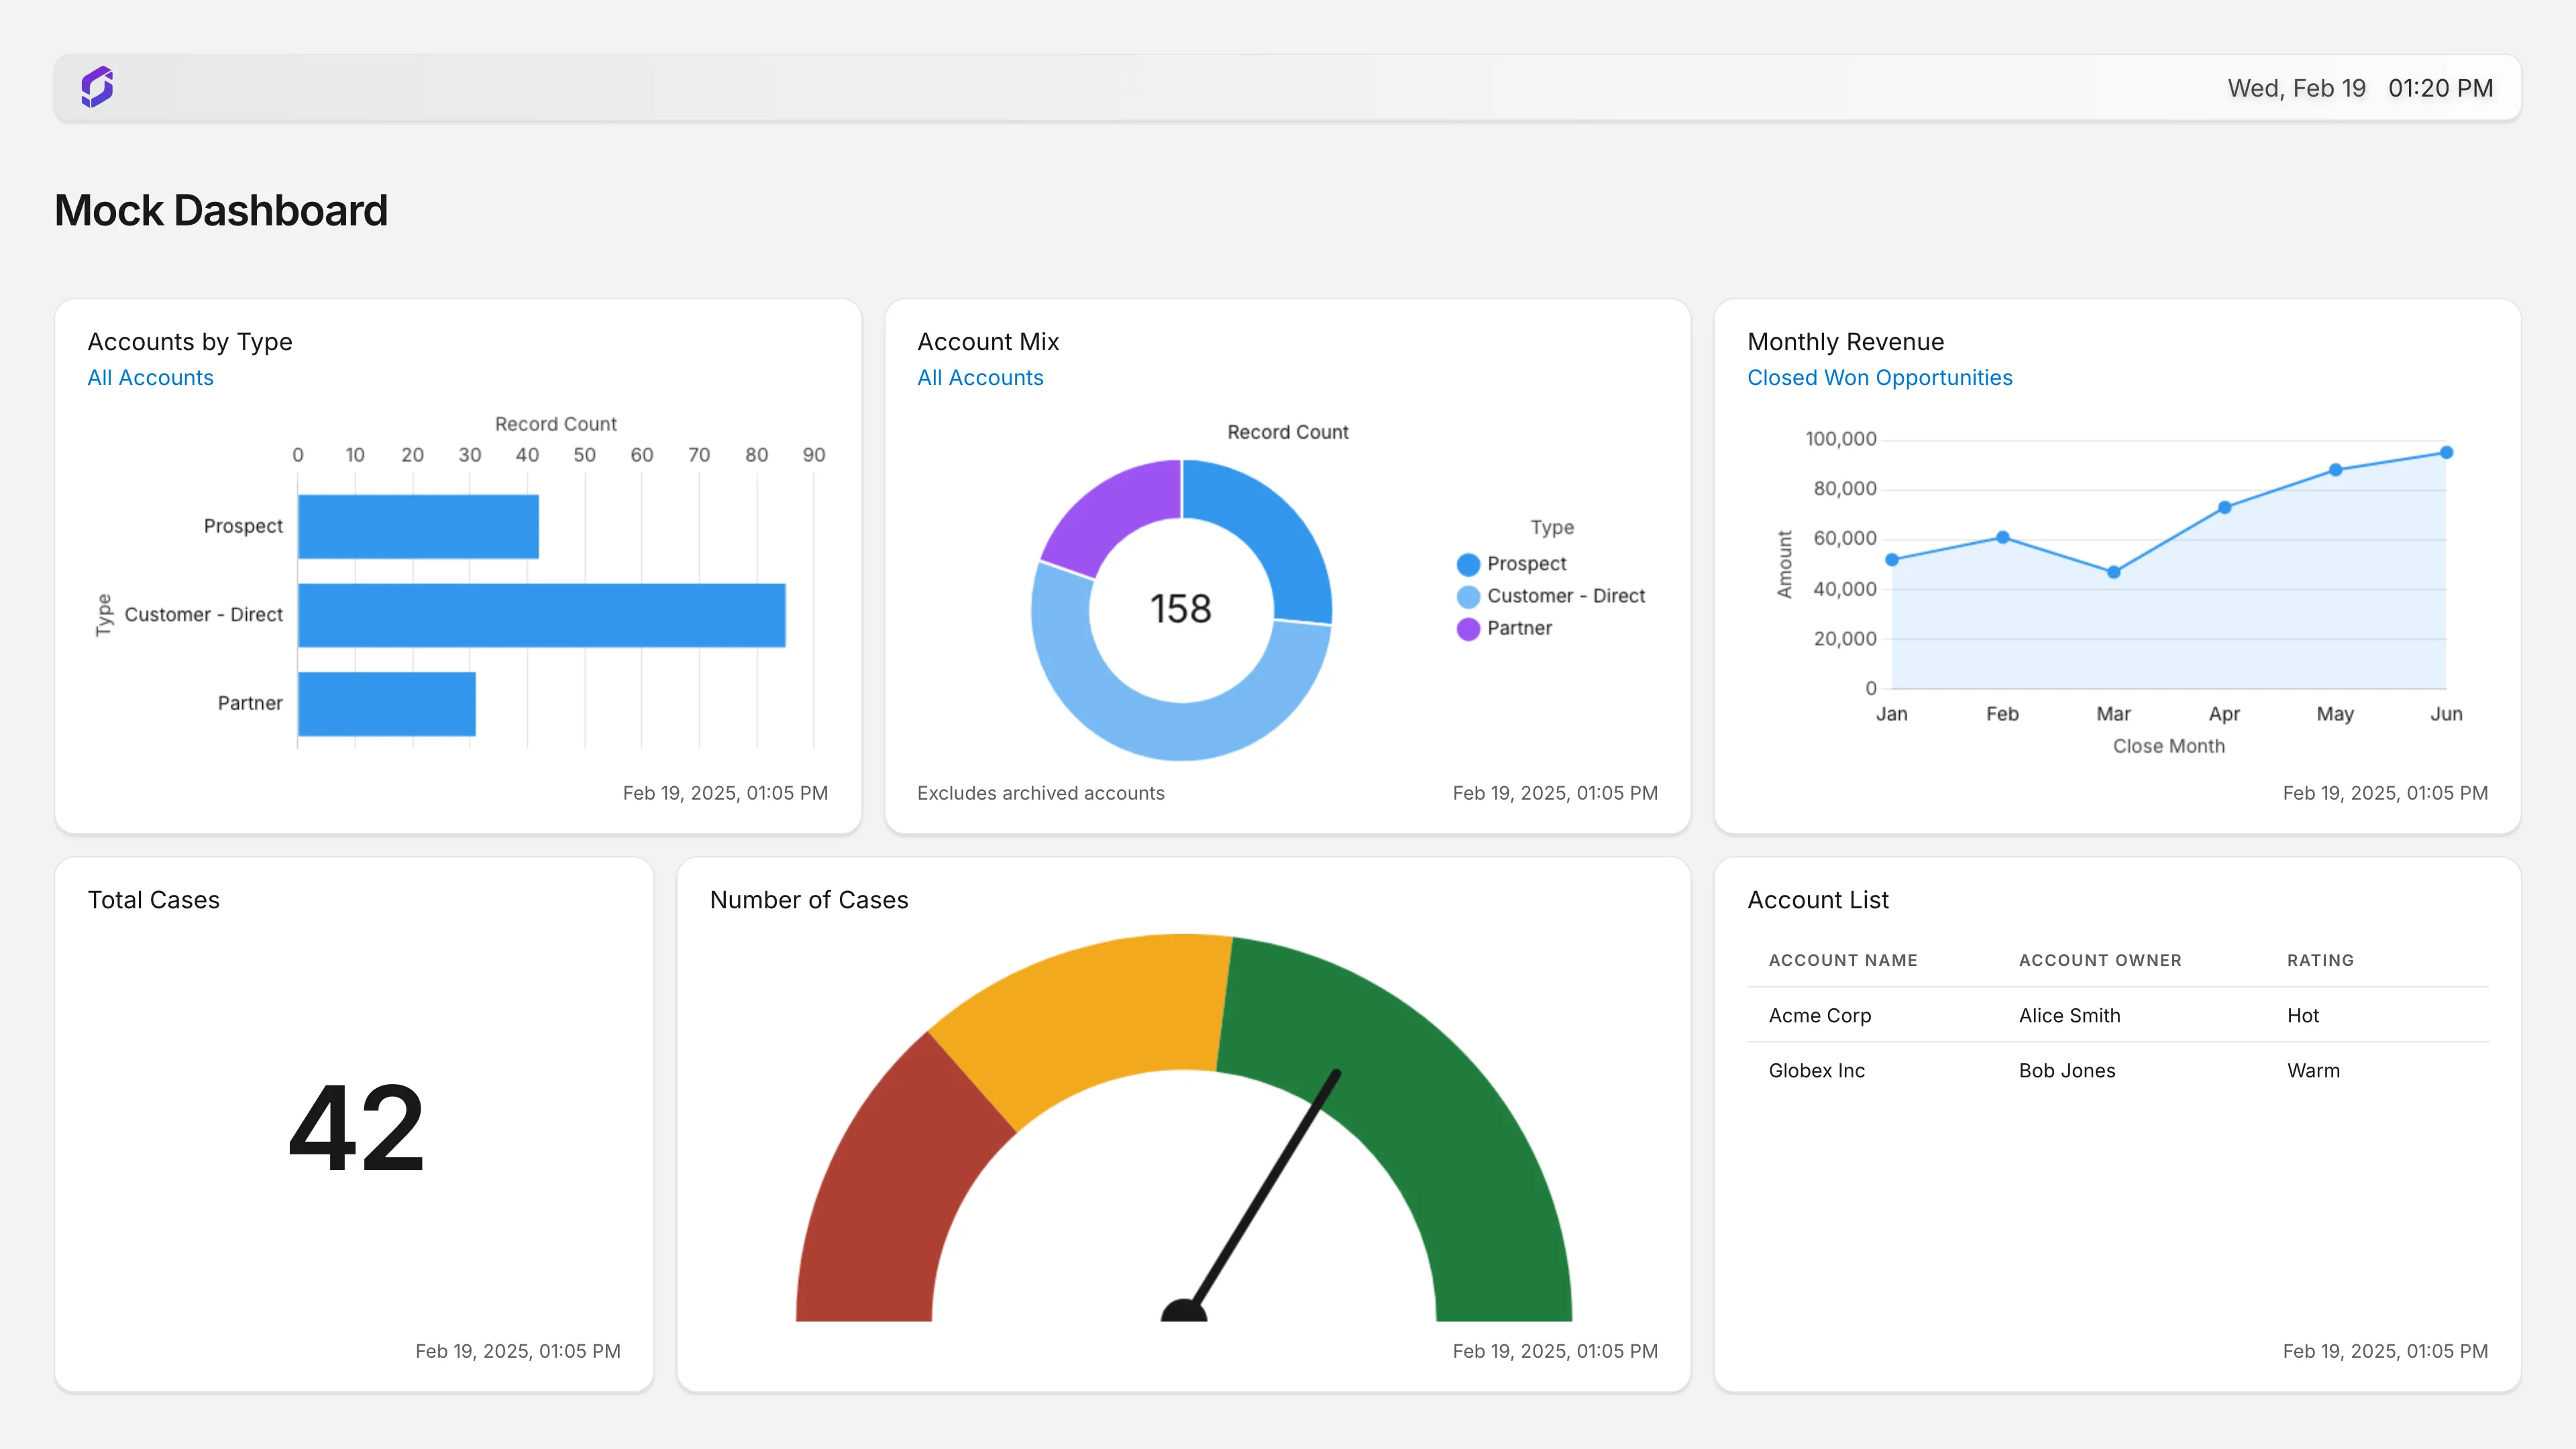 Wed, Feb 19 01:20 PM
Mock Dashboard
Accounts by Type
All Accounts
Record Count
0 10 20 30 40 50 60 70 80 90
Type
Prospect
Customer - Direct
Partner
Feb 19, 2025, 01:05 PM
Account Mix
All Accounts
Record Count
158
Type
Prospect
Customer - Direct
Partner
Excludes archived accounts
Feb 19, 2025, 01:05 PM
Monthly Revenue
Closed Won Opportunities
Amount
100,000
80,000
60,000
40,000
20,000
0
Jan Feb Mar Apr May Jun
Close Month
Feb 19, 2025, 01:05 PM
Total Cases
42
Feb 19, 2025, 01:05 PM
Number of Cases
Feb 19, 2025, 01:05 PM
Account List
ACCOUNT NAME ACCOUNT OWNER RATING
Acme Corp Alice Smith Hot
Globex Inc Bob Jones Warm
Feb 19, 2025, 01:05 PM